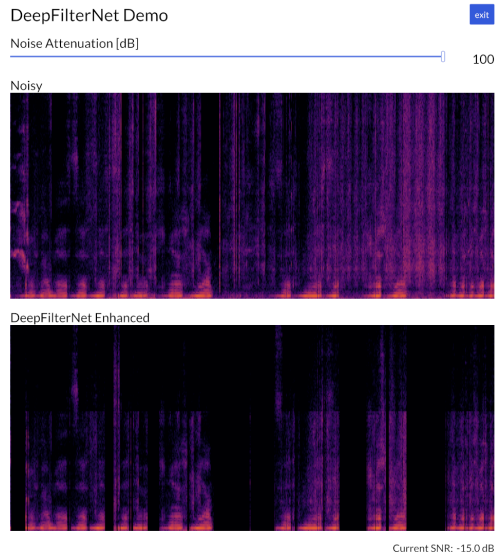 DeepFilterNet Demo
exit
Noise Attenuation [dB]
100
Noisy
DeepFilterNet Enhanced
Current SNR: -15.0 dB